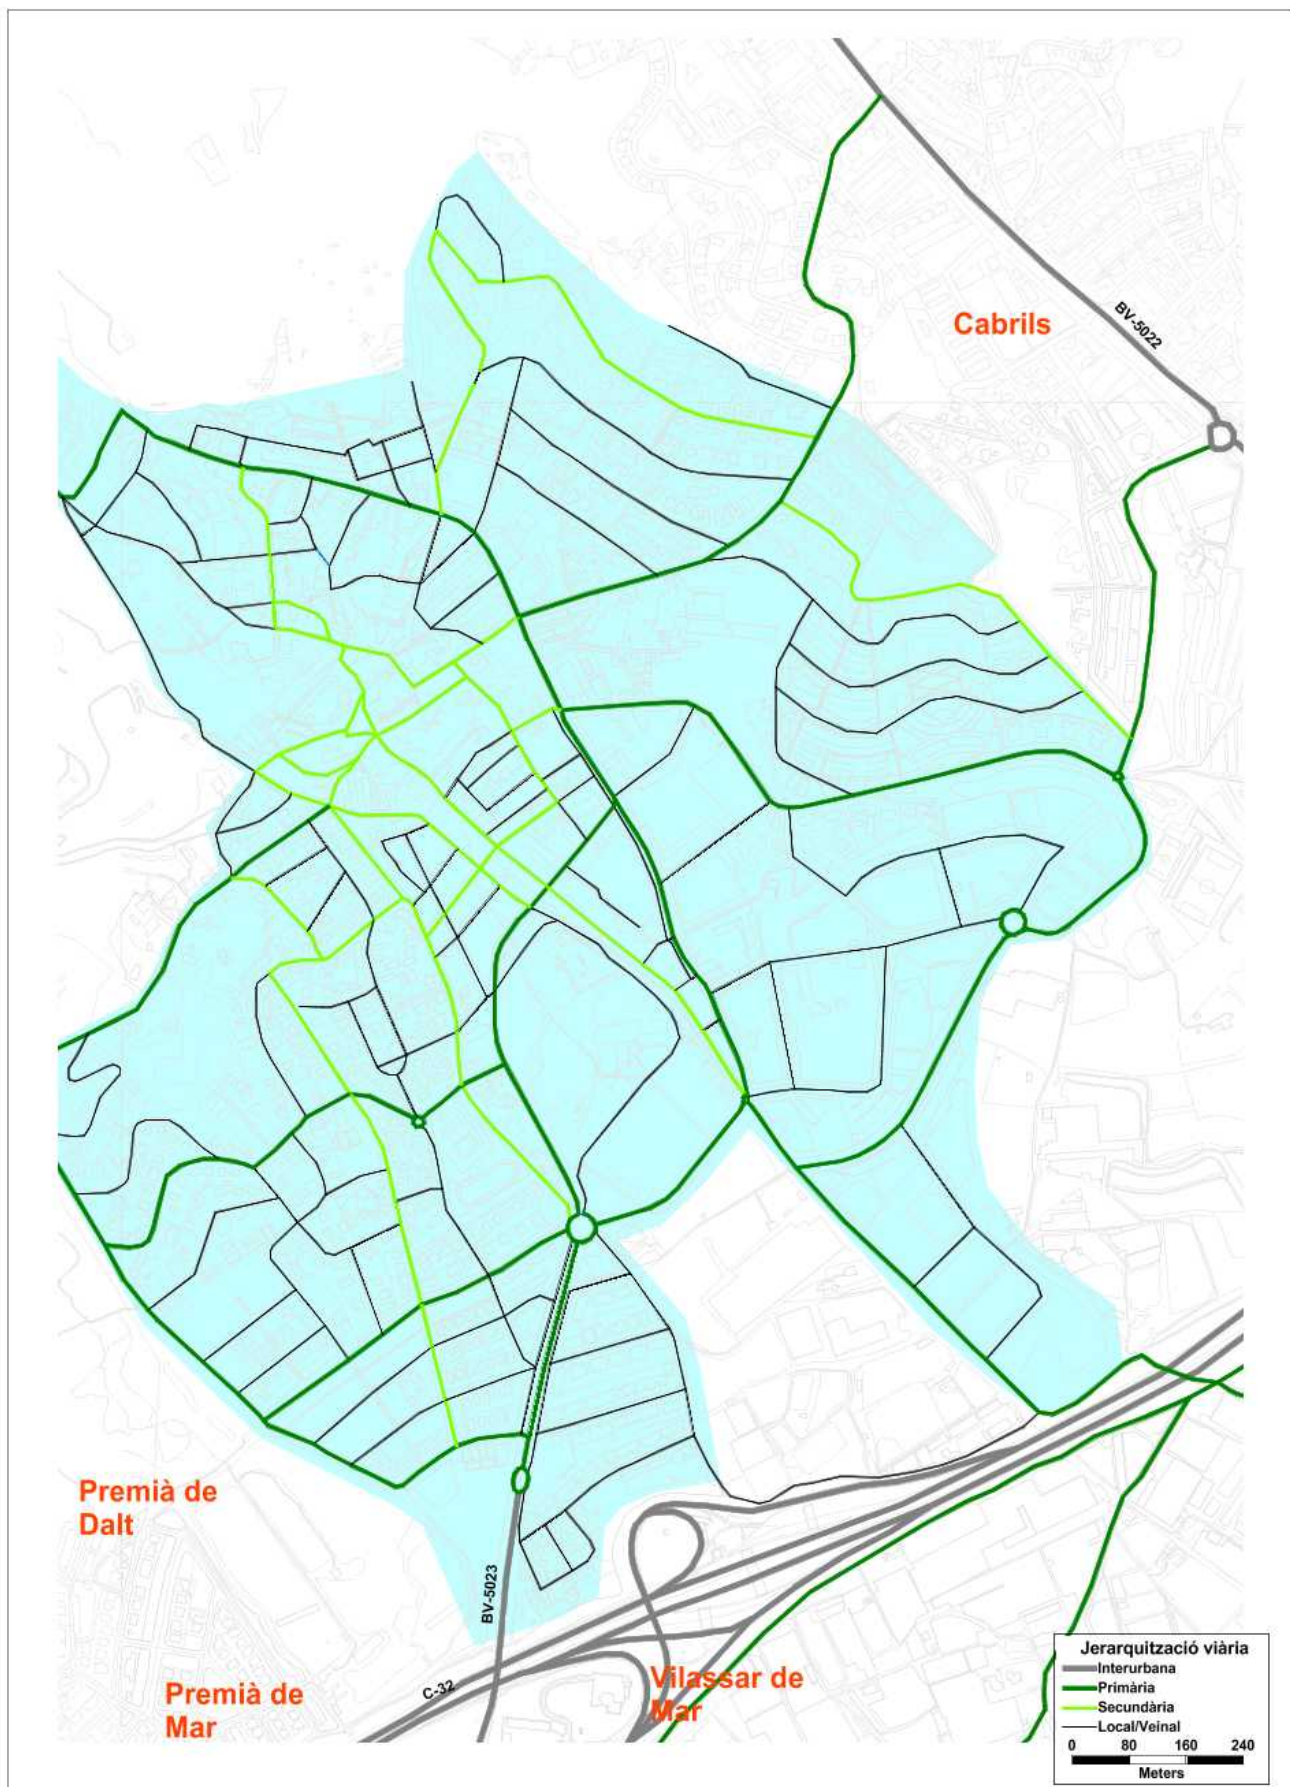 Cabrils
BV-5022
Premià de
Dalt
BV-5023
C-32
Premià de
Mar
Vilassar de
Mar
Jerarquització viària
Interurbana
Primària
Secundària
Local/Veinal
0 80 160 240
Meters